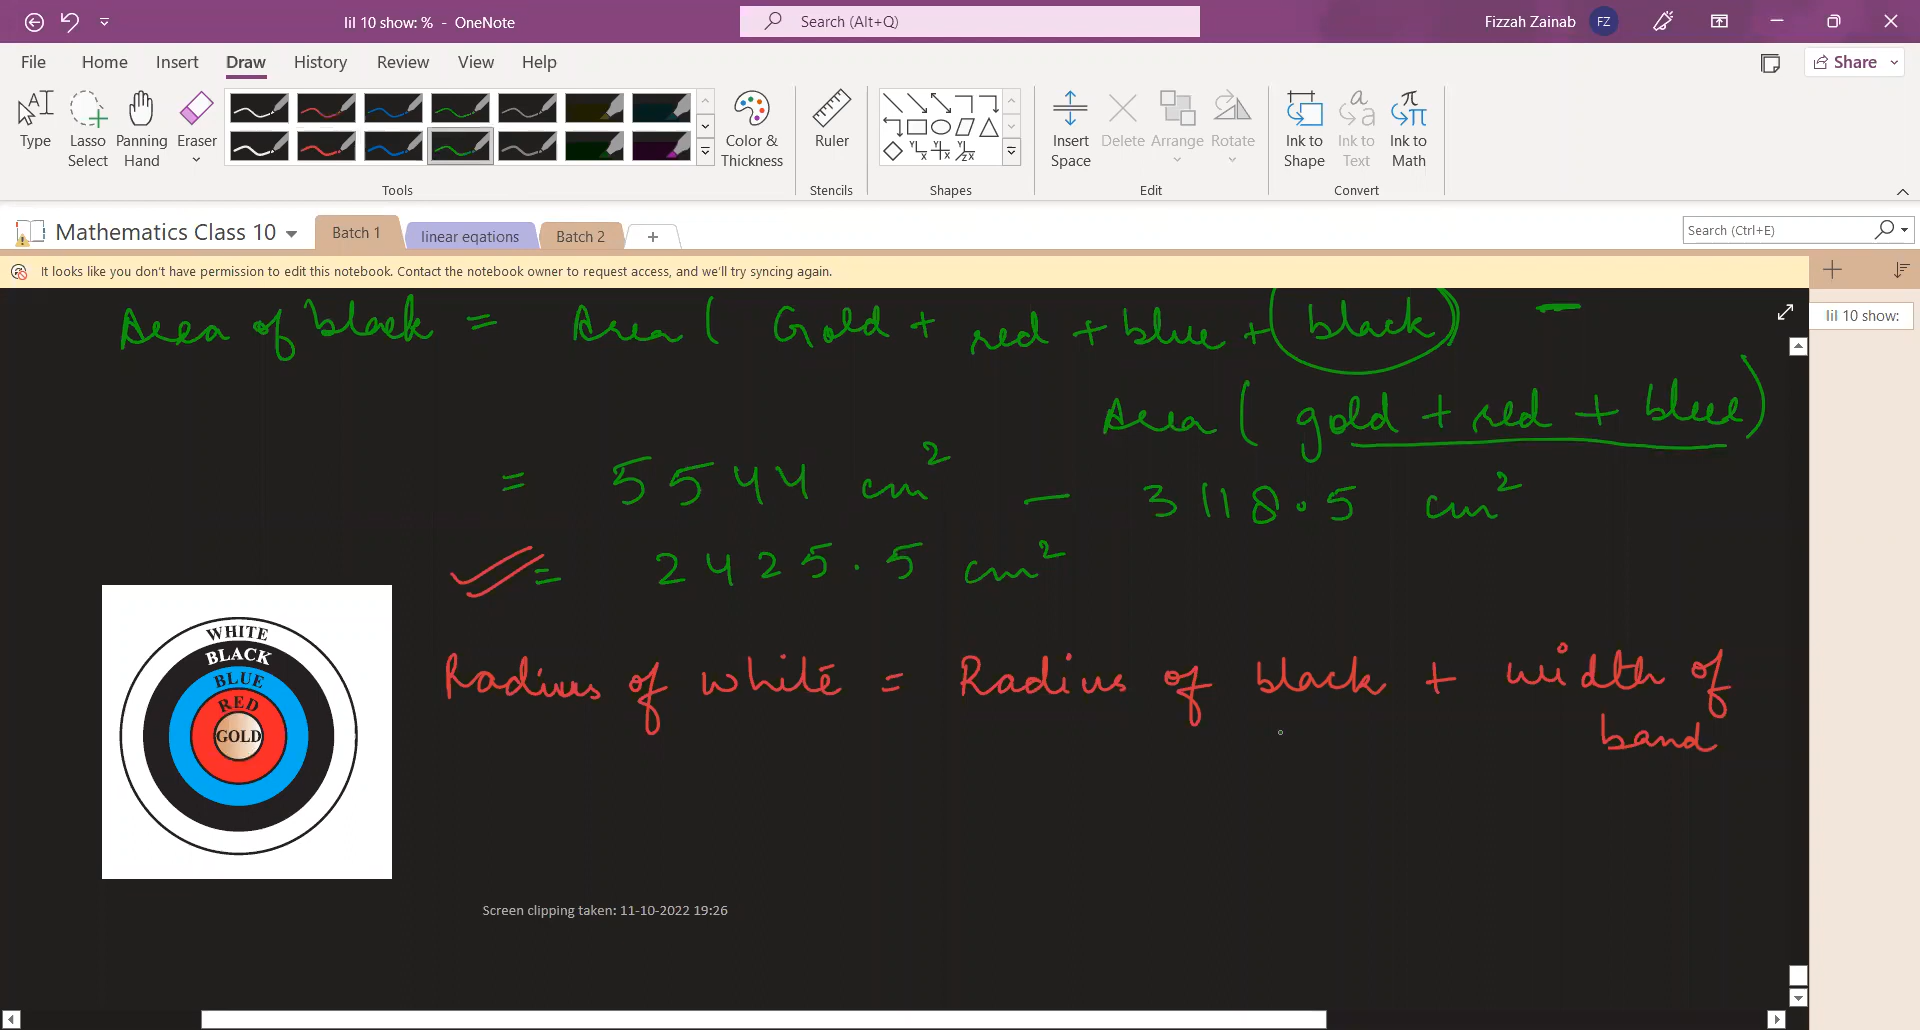 lil 10 show: % - OneNote
Search (Alt+Q)
Fizzah Zainab
FZ
File Home Insert Draw History Review View Help
Share
Type
Lasso Select
Panning Hand
Eraser
Color & Thickness
Ruler
Insert Space
Delete
Arrange
Rotate
Ink to Shape
Ink to Text
Ink to Math
Tools
Stencils
Shapes
Edit
Convert
Mathematics Class 10
Batch 1
linear eqations
Batch 2
Search (Ctrl+E)
It looks like you don't have permission to edit this notebook. Contact the notebook owner to request access, and we'll try syncing again.
lil 10 show:
Area of black = Area ( Gold + red + blue + black) -
Area ( gold + red + blue)
= 5544 cm² - 3118.5 cm²
= 2425.5 cm²
WHITE
BLACK
BLUE
RED
GOLD
Radius of white = Radius of black + width of
band
Screen clipping taken: 11-10-2022 19:26